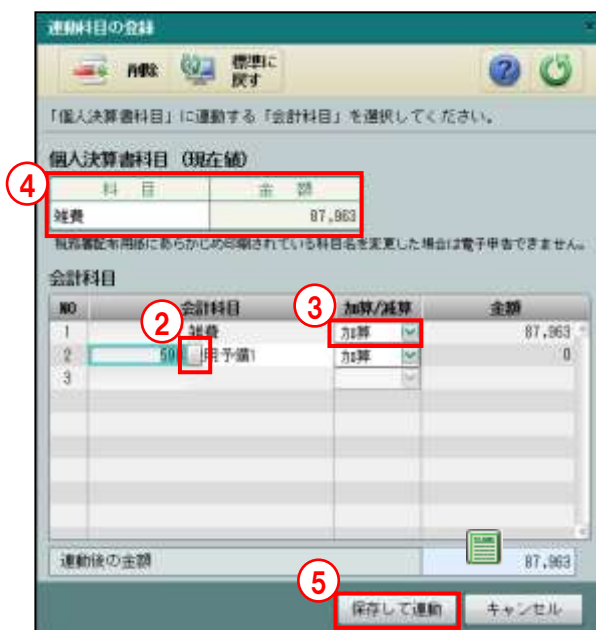 連動科目の登録
削除 標準に
戻す
「個人決算書科目」に連動する「会計科目」を選択してください。
個人決算書科目 (現在値)
4
科 目 金 額
雑費 87,963
税務署配布用紙にあらかじめ印刷されている科目名を変更した場合は電子申告できません。
会計科目
2 3
NO 会計科目 加算/減算 金額
1 雑費 加算 87,963
2 用予備1 加算 0
3
連動後の金額 87,963
5
保存して連動 キャンセル